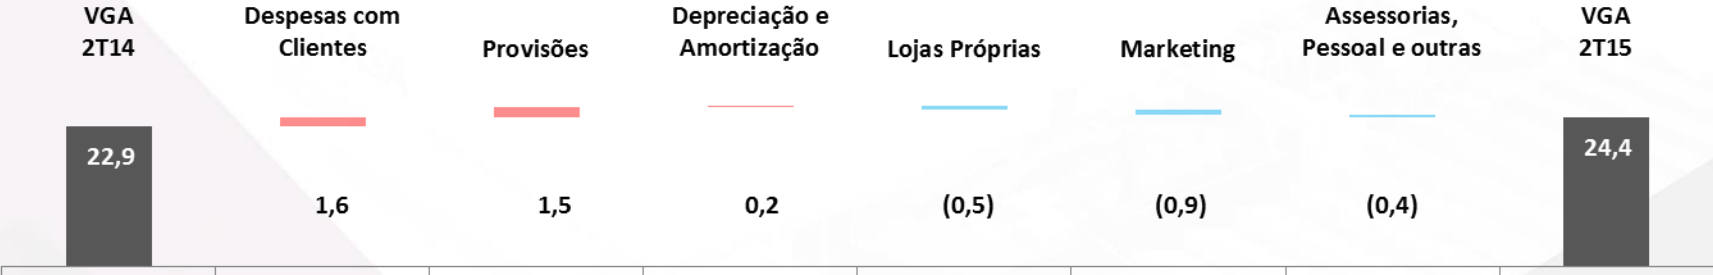 VGA
2T14
Despesas com
Clientes
Provisões
Depreciação e
Amortização
Lojas Próprias
Marketing
Assessorias,
Pessoal e outras
VGA
2T15
22,9
1,6
1,5
0,2
(0,5)
(0,9)
(0,4)
24,4